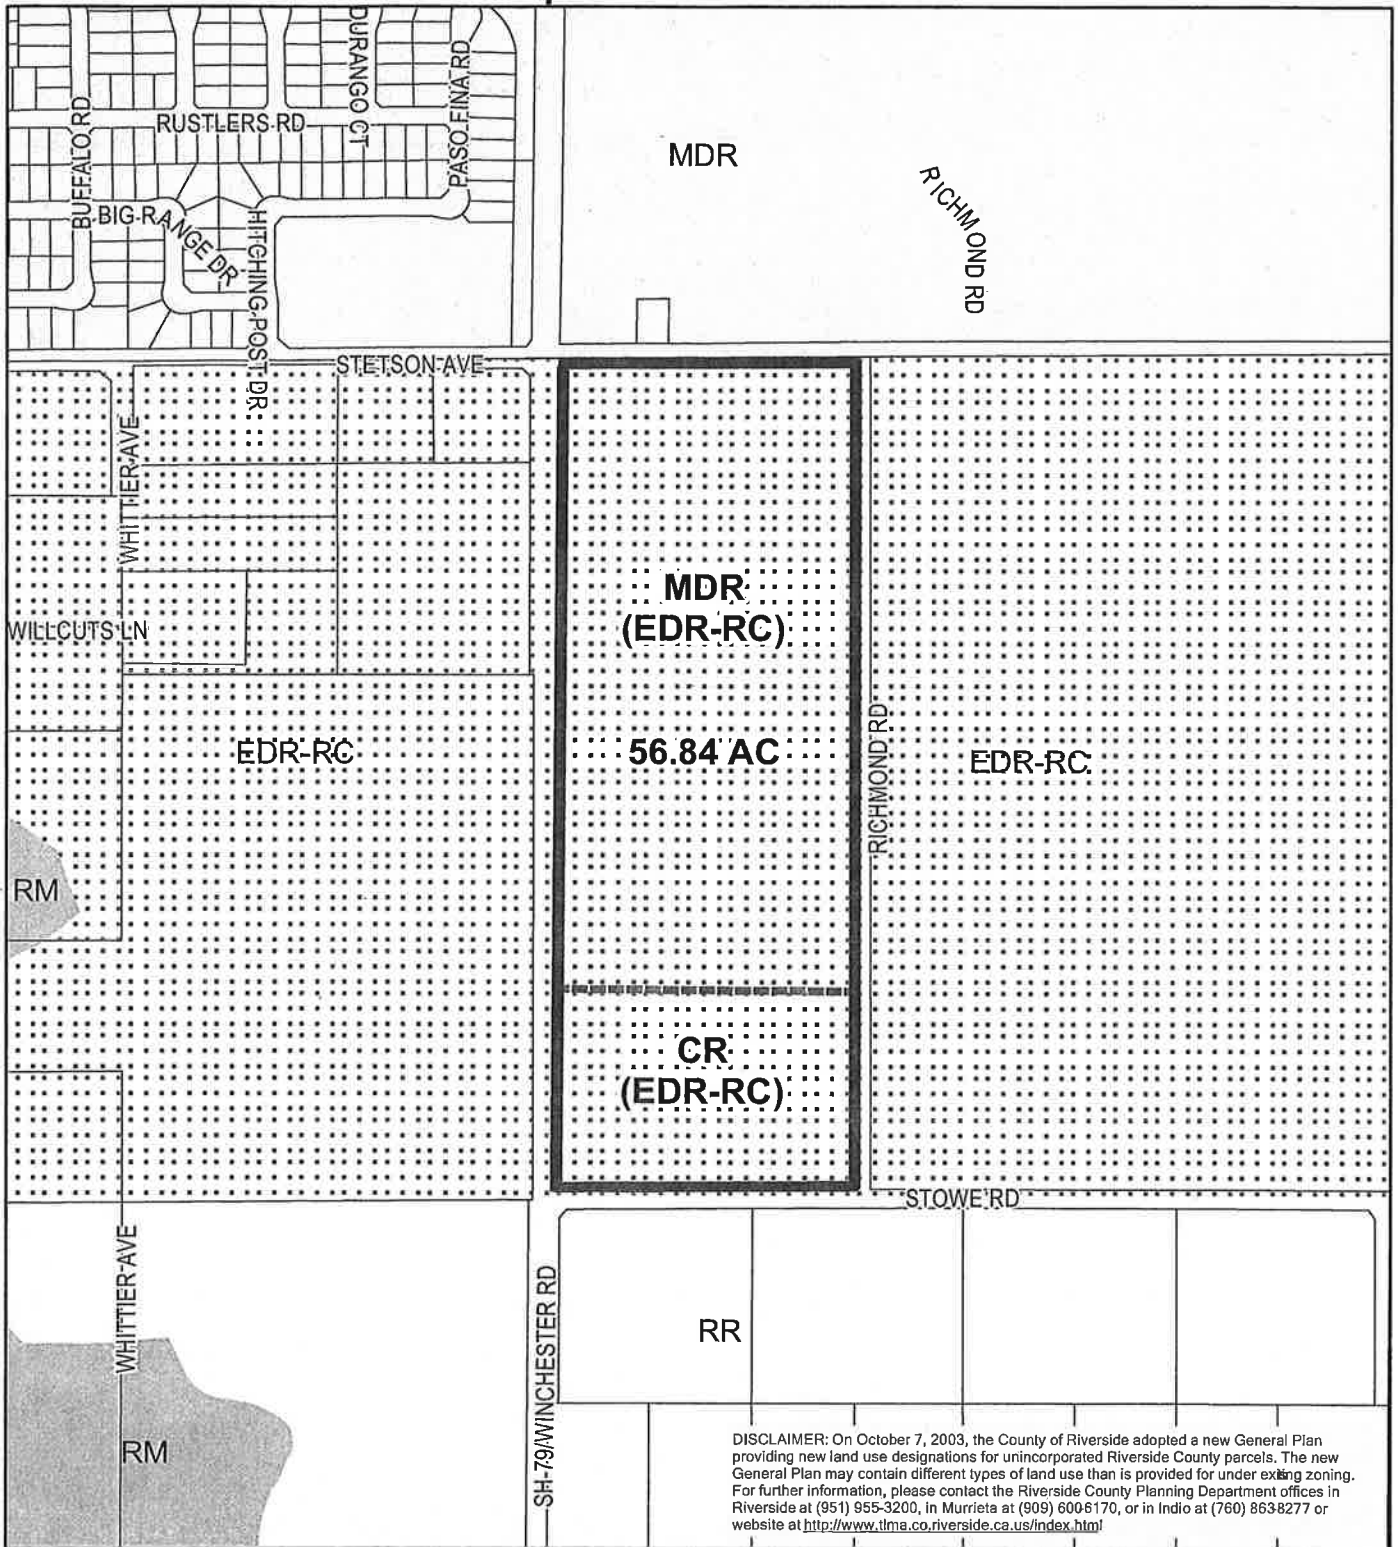 DURANGO CT
PASO FINA RD
BUFFALO RD
RUSTLERS RD
MDR
RICHMOND RD
BIG RANGE DR
HITCHING POST DR
STETSON AVE
WHITTIER AVE
MDR
(EDR-RC)
WILLCUTS LN
EDR-RC
56.84 AC
RICHMOND RD
EDR-RC
RM
CR
(EDR-RC)
STOWE RD
WHITTIER AVE
SH-79/WINCHESTER RD
RR
RM
DISCLAIMER: On October 7, 2003, the County of Riverside adopted a new General Plan
providing new land use designations for unincorporated Riverside County parcels. The new
General Plan may contain different types of land use than is provided for under existing zoning.
For further information, please contact the Riverside County Planning Department offices in
Riverside at (951) 955-3200, in Murrieta at (909) 600-6170, or in Indio at (760) 863-8277 or
website at http://www.tlma.co.riverside.ca.us/index.html